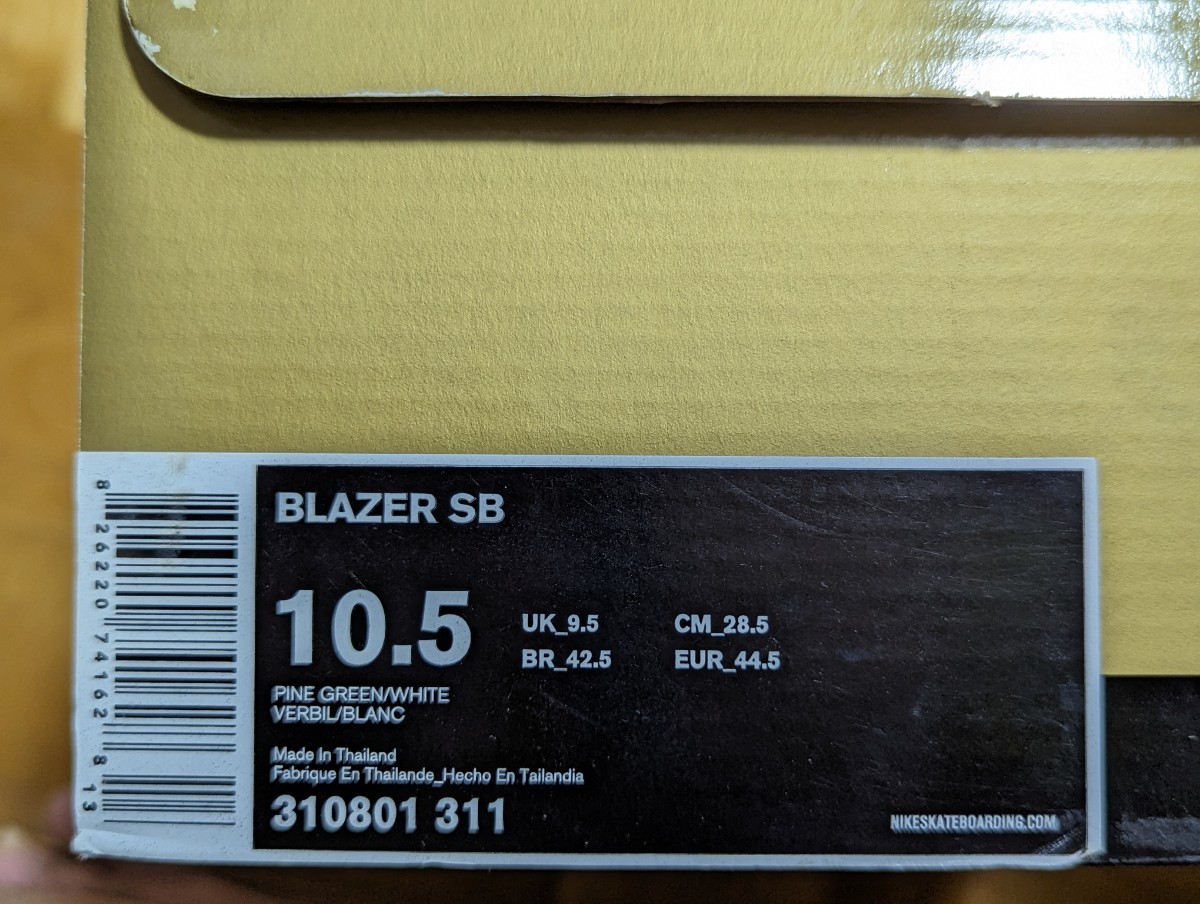 8 26220 74162 8 13
BLAZER SB
10.5
UK_9.5 CM_28.5
BR_42.5 EUR_44.5
PINE GREEN/WHITE
VERBIL/BLANC
Made In Thailand
Fabrique En Thailande_Hecho En Tailandia
310801 311
NIKESKATEBOARDING.COM